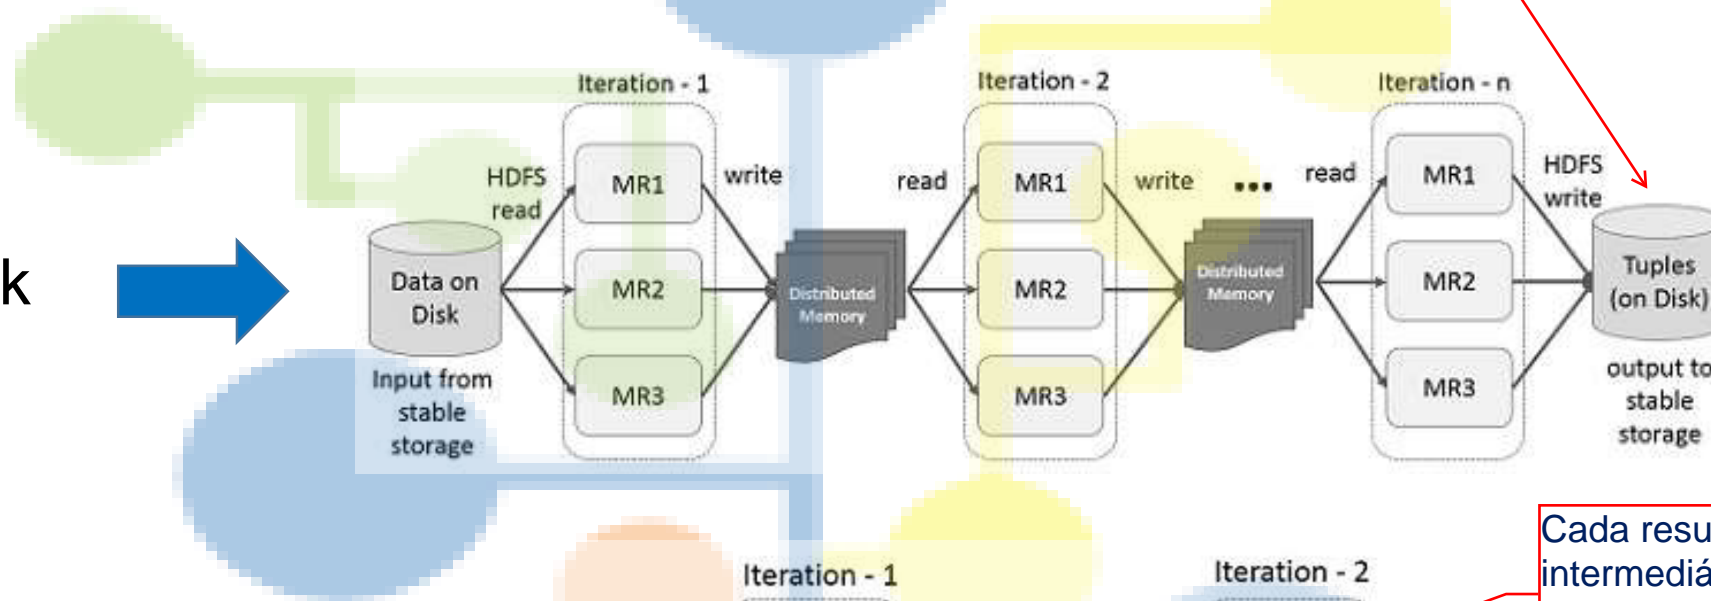 Iteration - 1
Iteration - 2
Iteration - n
HDFS
read
MR1
write
read
MR1
write
...
read
MR1
HDFS
write
k
Data on
Disk
MR2
Distributed
Memory
MR2
Distributed
Memory
MR2
Tuples
(on Disk)
Input from
stable
storage
MR3
MR3
MR3
output to
stable
storage
Iteration - 1
Iteration - 2
Cada resu
intermediá